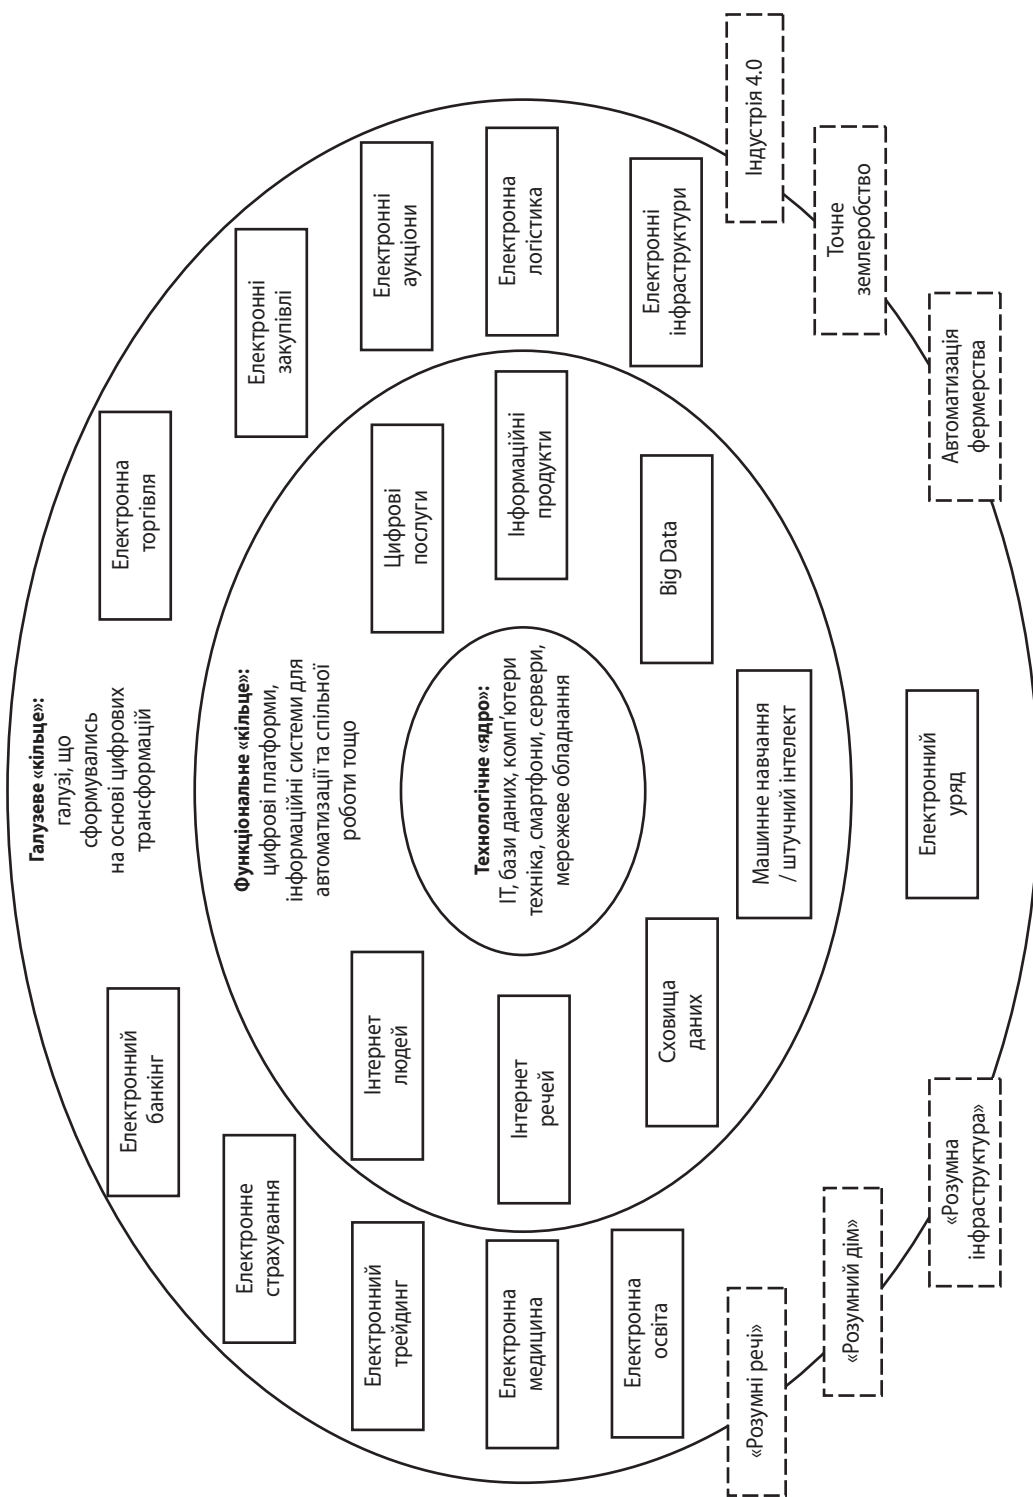 Галузеве «кільце»:
галузі, що
сформувались
на основі цифрових
трансформацій
Електронний
банкінг
Електронна
торгівля
Електронне
страхування
Електронні
закупівлі
Функціональне «кільце»:
цифрові платформи,
інформаційні системи для
автоматизації та спільної
роботи тощо
Електронний
трейдинг
Інтернет
людей
Цифрові
послуги
Електронні
аукціони
Електронна
медицина
Інтернет
речей
Технологічне «ядро»:
ІТ, бази даних, комп’ютери
техніка, смартфони, сервери,
мережеве обладнання
Інформаційні
продукти
Електронна
логістика
Електронна
освіта
Сховища
даних
Big Data
Електронні
інфраструктури
Машинне навчання
/ штучний інтелект
«Розумні речі»
Індустрія 4.0
«Розумний дім»
Точне
землеробство
«Розумна
інфраструктура»
Електронний
уряд
Автоматизація
фермерства